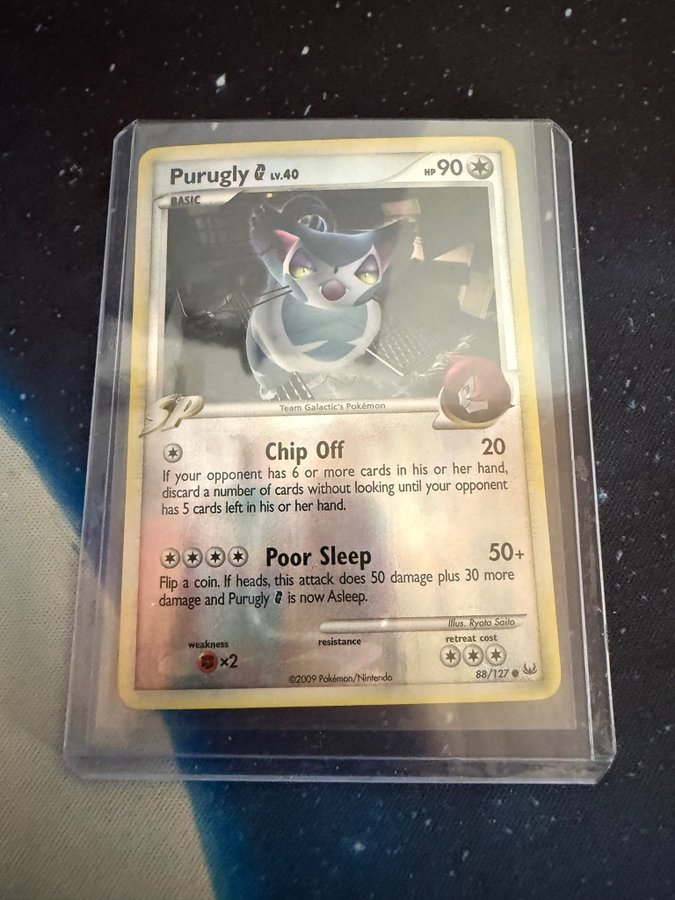 Purugly G LV.40 HP 90
BASIC
Team Galactic's Pokémon
SP
Chip Off 20
If your opponent has 6 or more cards in his or her hand,
discard a number of cards without looking until your opponent
has 5 cards left in his or her hand.
Poor Sleep 50+
Flip a coin. If heads, this attack does 50 damage plus 30 more
damage and Purugly G is now Asleep.
Illus. Ryota Saito
weakness resistance retreat cost
×2
©2009 Pokémon/Nintendo 88/127